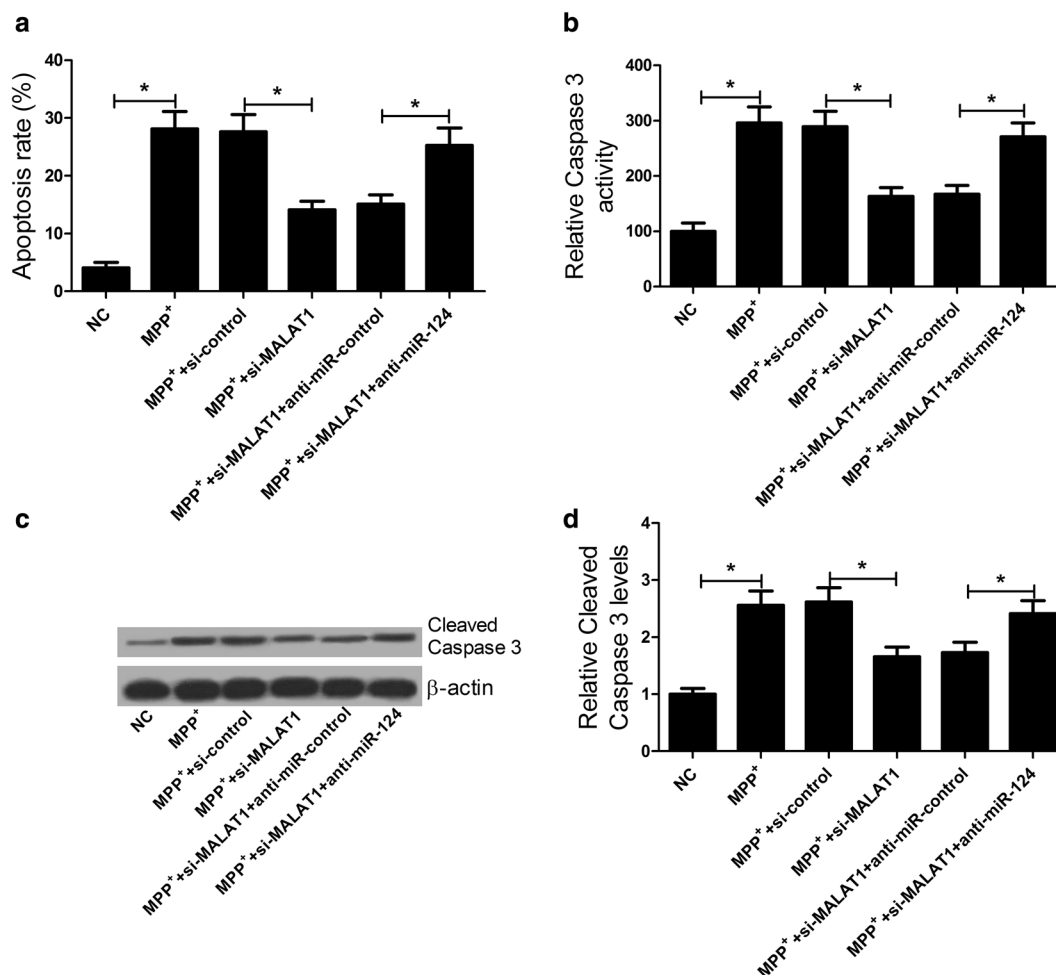 a
Apoptosis rate (%)
40
30
20
10
0
*
*
*
NC
MPP⁺
MPP⁺+si-control
MPP⁺+si-MALAT1
MPP⁺+si-MALAT1+anti-miR-control
MPP⁺+si-MALAT1+anti-miR-124
b
Relative Caspase 3
activity
400
300
200
100
0
*
*
*
NC
MPP⁺
MPP⁺+si-control
MPP⁺+si-MALAT1
MPP⁺+si-MALAT1+anti-miR-control
MPP⁺+si-MALAT1+anti-miR-124
c
Cleaved
Caspase 3
β-actin
NC
MPP⁺
MPP⁺+si-control
MPP⁺+si-MALAT1
MPP⁺+si-MALAT1+anti-miR-control
MPP⁺+si-MALAT1+anti-miR-124
d
Relative Cleaved
Caspase 3 levels
4
3
2
1
0
*
*
*
NC
MPP⁺
MPP⁺+si-control
MPP⁺+si-MALAT1
MPP⁺+si-MALAT1+anti-miR-control
MPP⁺+si-MALAT1+anti-miR-124